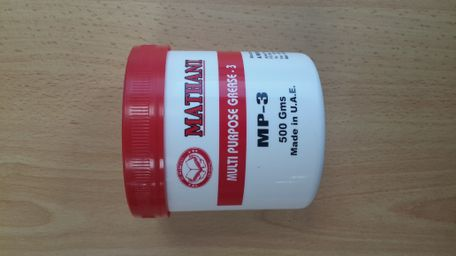 MATHANI
MULTI PURPOSE GREASE - 3
MP-3
500 Gms
Made in U.A.E.